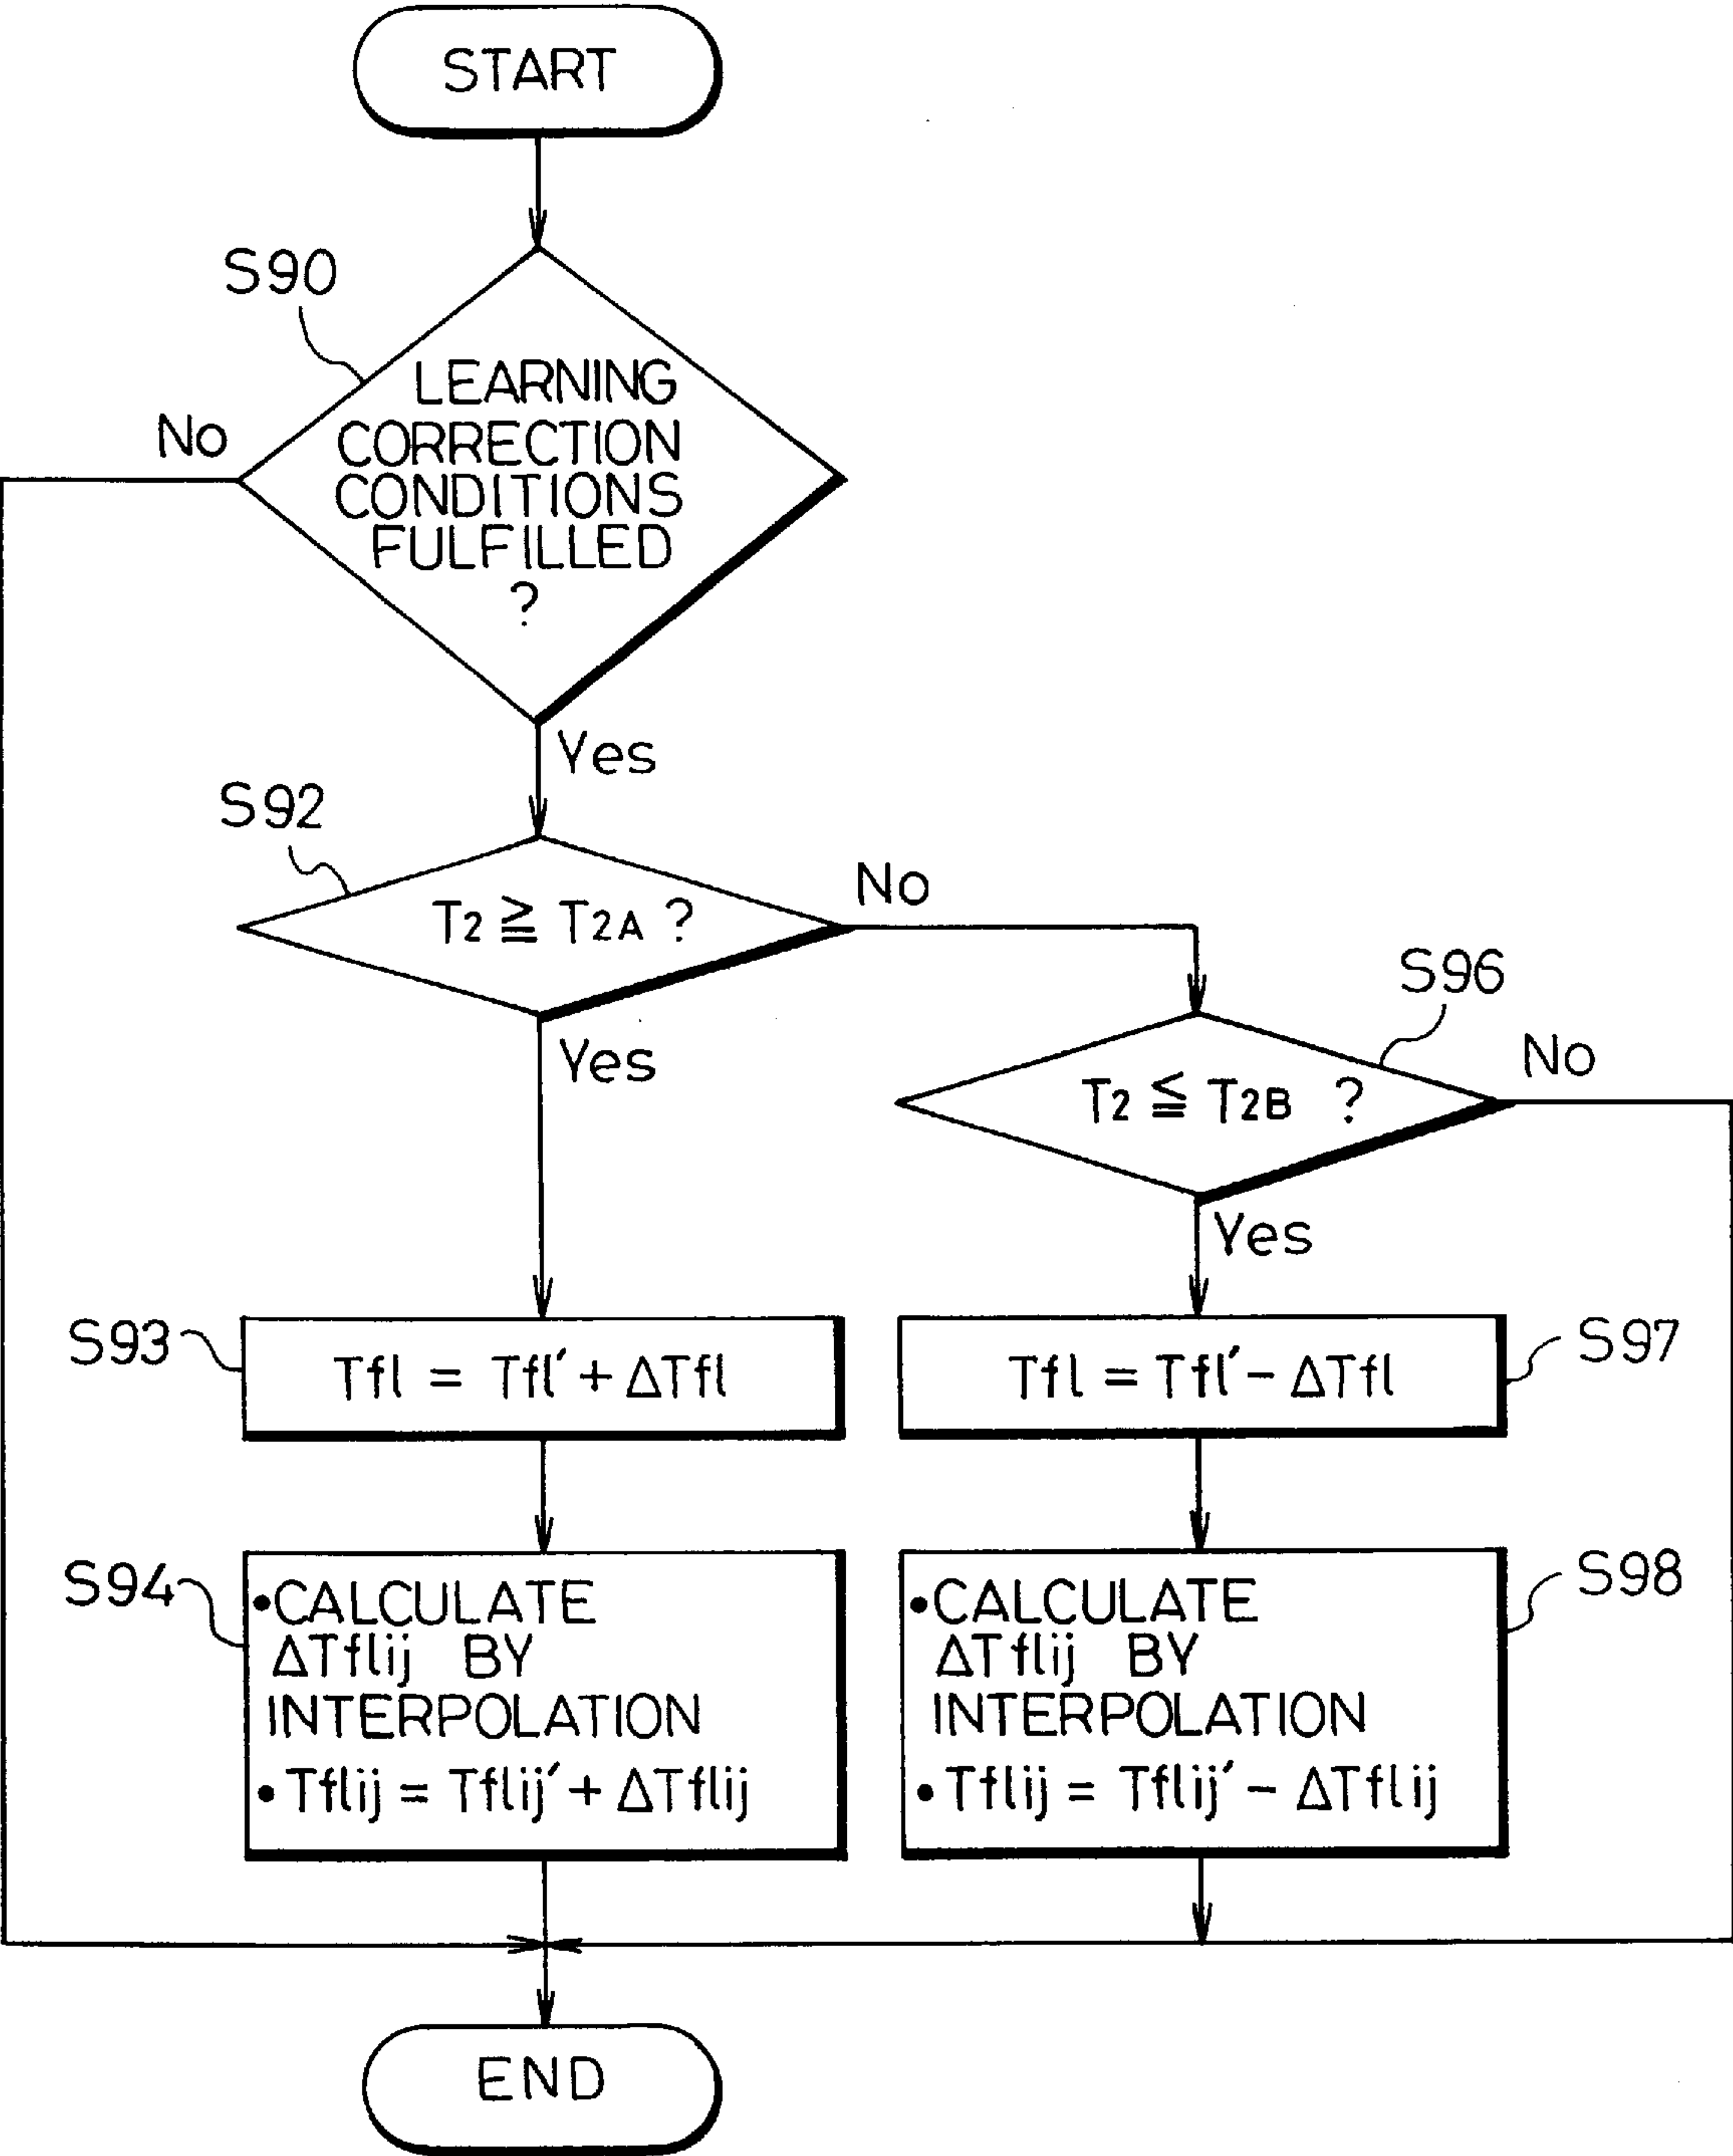 START
S90
LEARNING
CORRECTION
CONDITIONS
FULFILLED
?
No
Yes
S92
T2 ≧ T2A ?
No
Yes
S96
T2 ≦ T2B ?
No
Yes
S93
Tfl = Tfl' + ΔTfl
S97
Tfl = Tfl' - ΔTfl
S94
•CALCULATE
ΔTflij BY
INTERPOLATION
•Tflij = Tflij' + ΔTflij
S98
•CALCULATE
ΔTflij BY
INTERPOLATION
•Tflij = Tflij' - ΔTflij
END